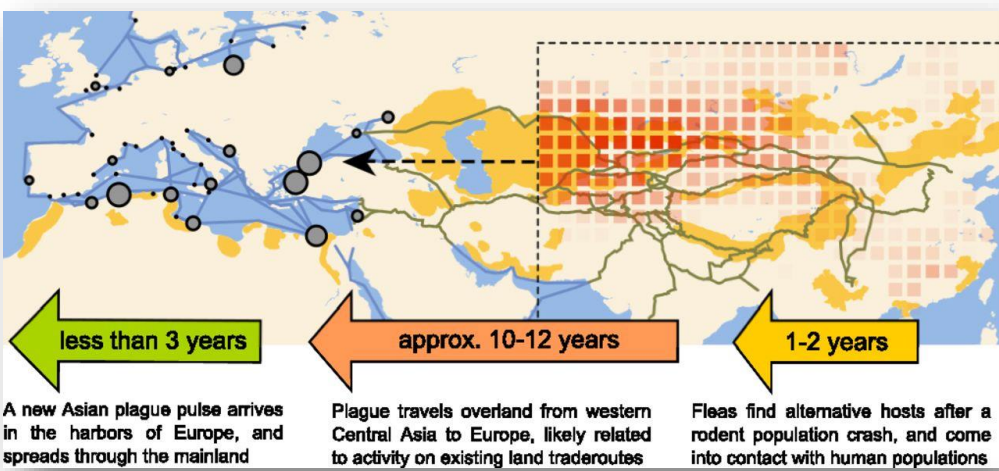 less than 3 years
approx. 10-12 years
1-2 years
A new Asian plague pulse arrives
in the harbors of Europe, and
spreads through the mainland
Plague travels overland from western
Central Asia to Europe, likely related
to activity on existing land traderoutes
Fleas find alternative hosts after a
rodent population crash, and come
into contact with human populations